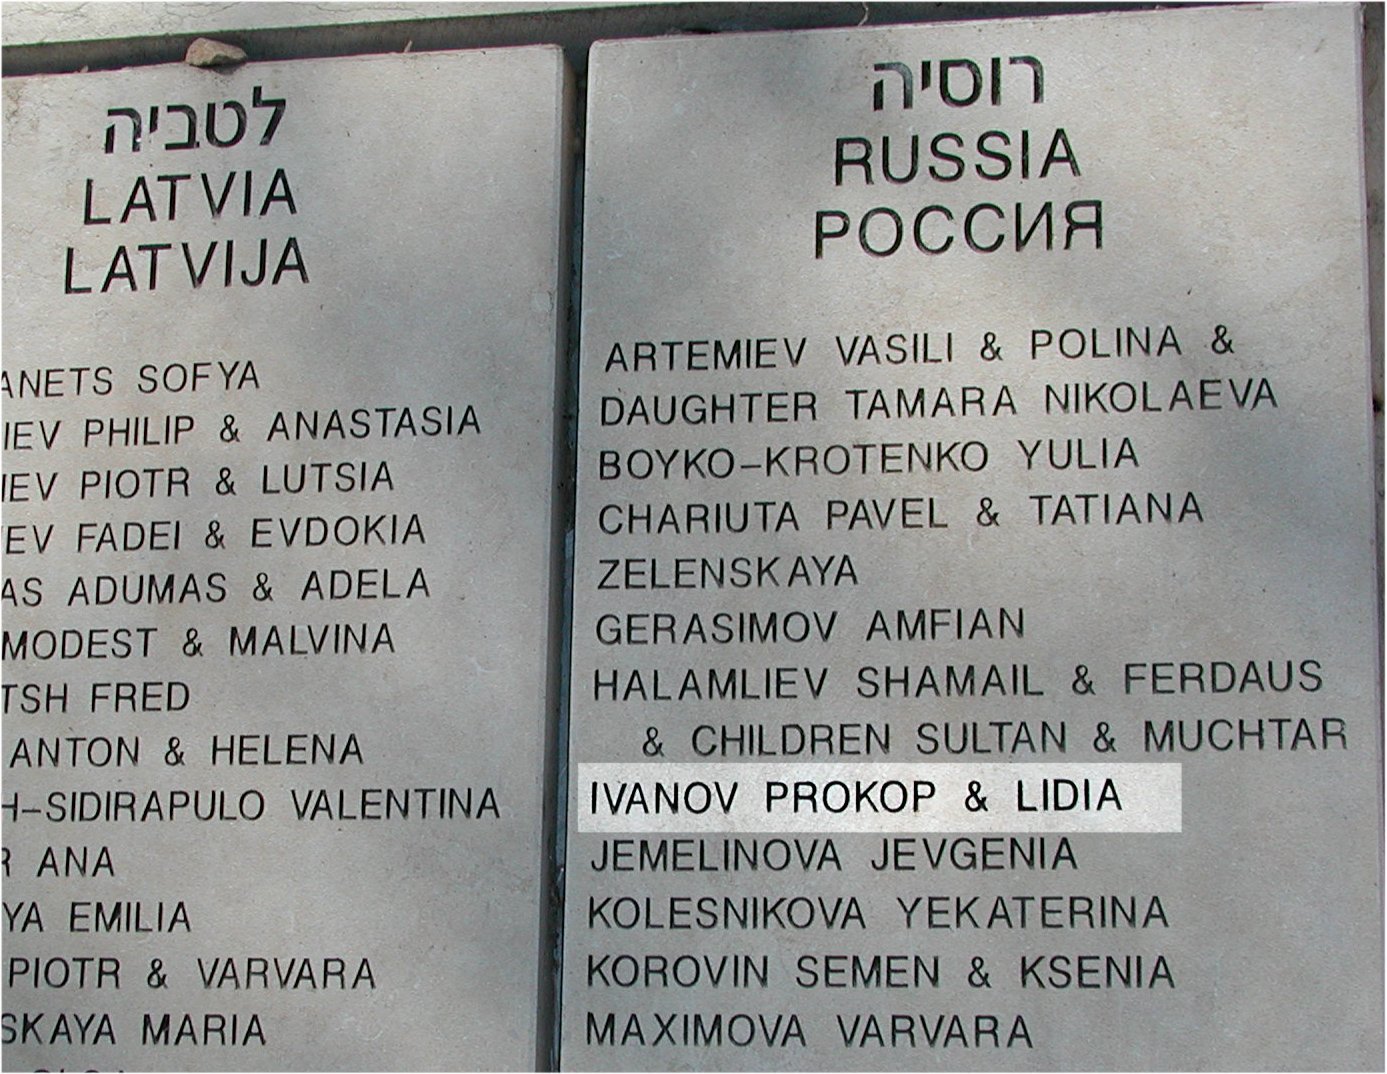 לטביה
LATVIA
LATVIJA
ANETS SOFYA
IEV PHILIP & ANASTASIA
IEV PIOTR & LUTSIA
EV FADEI & EVDOKIA
AS ADUMAS & ADELA
MODEST & MALVINA
TSH FRED
ANTON & HELENA
H-SIDIRAPULO VALENTINA
R ANA
YA EMILIA
PIOTR & VARVARA
SKAYA MARIA
רוסיה
RUSSIA
РОССИЯ
ARTEMIEV VASILI & POLINA &
DAUGHTER TAMARA NIKOLAEVA
BOYKO-KROTENKO YULIA
CHARIUTA PAVEL & TATIANA
ZELENSKAYA
GERASIMOV AMFIAN
HALAMLIEV SHAMAIL & FERDAUS
& CHILDREN SULTAN & MUCHTAR
IVANOV PROKOP & LIDIA
JEMELINOVA JEVGENIA
KOLESNIKOVA YEKATERINA
KOROVIN SEMEN & KSENIA
MAXIMOVA VARVARA